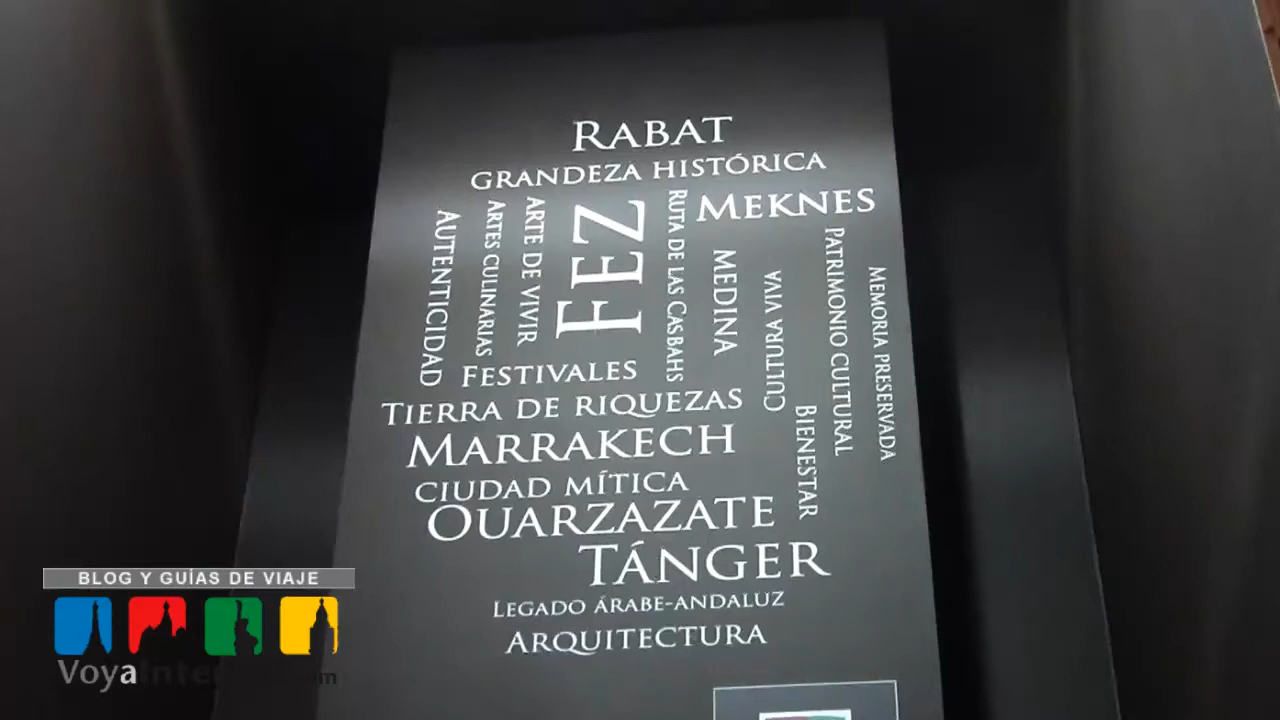 RABAT
GRANDEZA HISTÓRICA
AUTENTICIDAD
ARTES CULINARIAS
ARTE DE VIVIR
FEZ
RUTA DE LAS CASBAHS
MEKNES
MEDINA
CULTURA VIVA
PATRIMONIO CULTURAL
MEMORIA PRESERVADA
FESTIVALES
TIERRA DE RIQUEZAS
BIENESTAR
MARRAKECH
CIUDAD MÍTICA
OUARZAZATE
TÁNGER
LEGADO ÁRABE-ANDALUZ
ARQUITECTURA
BLOG Y GUÍAS DE VIAJE